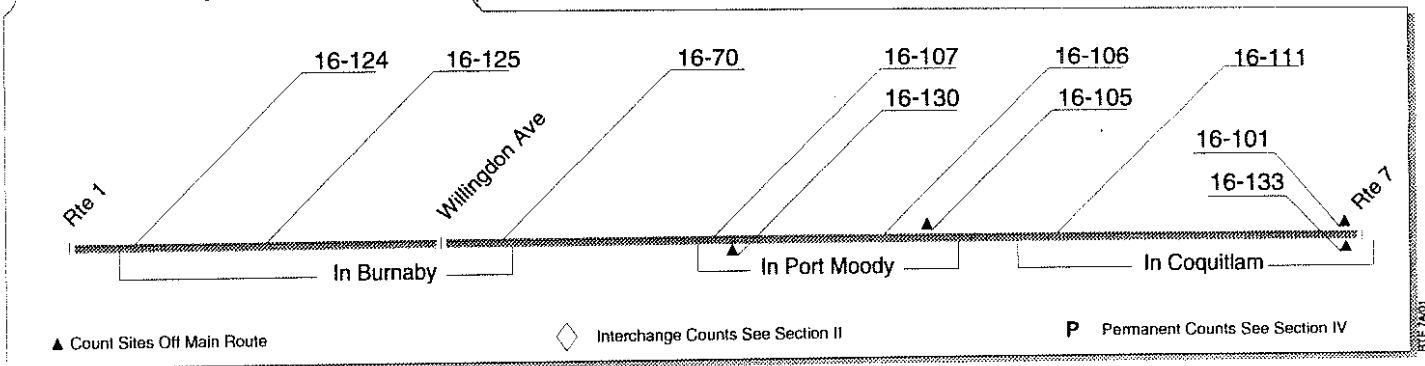 16-124
16-125
16-70
16-107
16-106
16-111
16-130
16-105
16-101
16-133
Rte 1
Willingdon Ave
Rte 7
In Burnaby
In Port Moody
In Coquitlam
▲ Count Sites Off Main Route
Interchange Counts See Section II
P Permanent Counts See Section IV